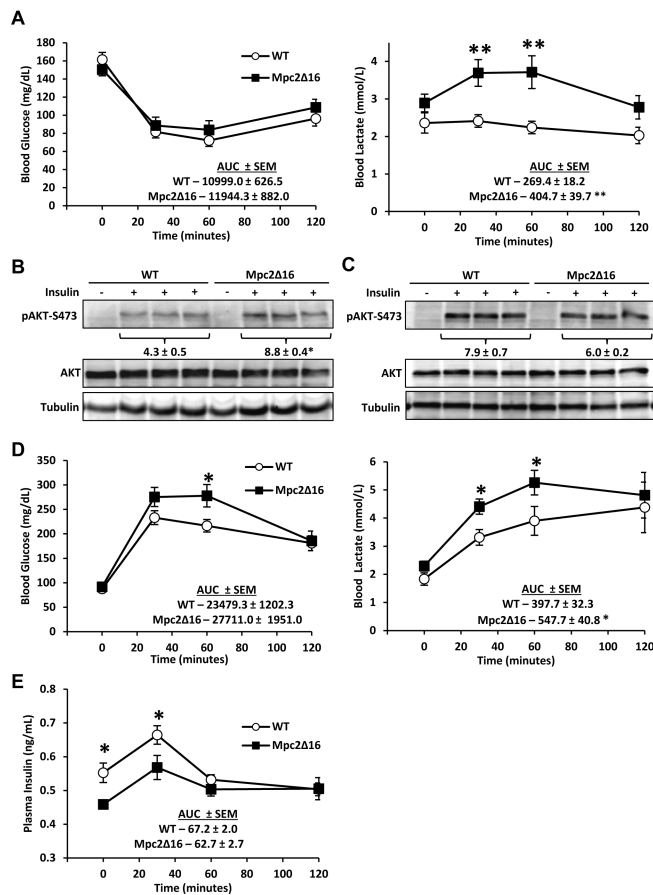 A
Blood Glucose (mg/dL)
180
160
140
120
100
80
60
40
20
0
WT
Mpc2Δ16
AUC ± SEM
WT – 10999.0 ± 626.5
Mpc2Δ16 – 11944.3 ± 882.0
0 20 40 60 80 100 120
Time (minutes)
Blood Lactate (mmol/L)
4
3
2
1
0
** **
AUC ± SEM
WT – 269.4 ± 18.2
Mpc2Δ16 – 404.7 ± 39.7 **
0 20 40 60 80 100 120
Time (minutes)
B
WT Mpc2Δ16
Insulin - + + + - + + +
pAKT-S473
4.3 ± 0.5 8.8 ± 0.4*
AKT
Tubulin
C
WT Mpc2Δ16
Insulin - + + + - + + +
pAKT-S473
7.9 ± 0.7 6.0 ± 0.2
AKT
Tubulin
D
Blood Glucose (mg/dL)
350
300
250
200
150
100
50
0
*
WT
Mpc2Δ16
AUC ± SEM
WT – 23479.3 ± 1202.3
Mpc2Δ16 – 27711.0 ± 1951.0
0 20 40 60 80 100 120
Time (minutes)
Blood Lactate (mmol/L)
6
5
4
3
2
1
0
* *
AUC ± SEM
WT – 397.7 ± 32.3
Mpc2Δ16 – 547.7 ± 40.8 *
0 20 40 60 80 100 120
Time (minutes)
E
Plasma Insulin (ng/mL)
0.8
0.7
0.6
0.5
0.4
0.3
* *
WT
Mpc2Δ16
AUC ± SEM
WT – 67.2 ± 2.0
Mpc2Δ16 – 62.7 ± 2.7
0 20 40 60 80 100 120
Time (minutes)